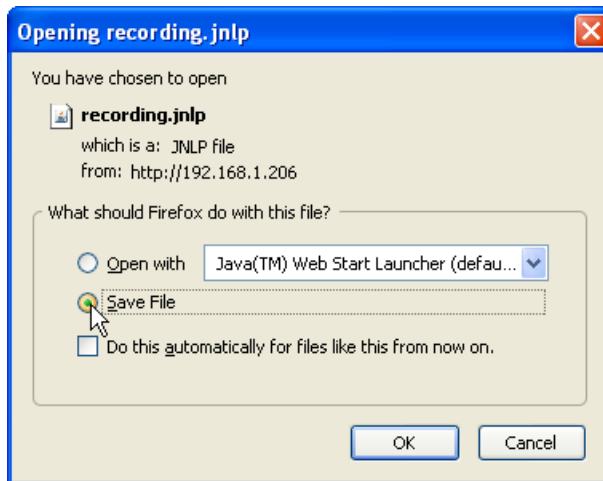 Opening recording.jnlp
You have chosen to open
recording.jnlp
which is a: JNLP file
from: http://192.168.1.206
What should Firefox do with this file?
Open with Java(TM) Web Start Launcher (defau...
Save File
Do this automatically for files like this from now on.
OK Cancel